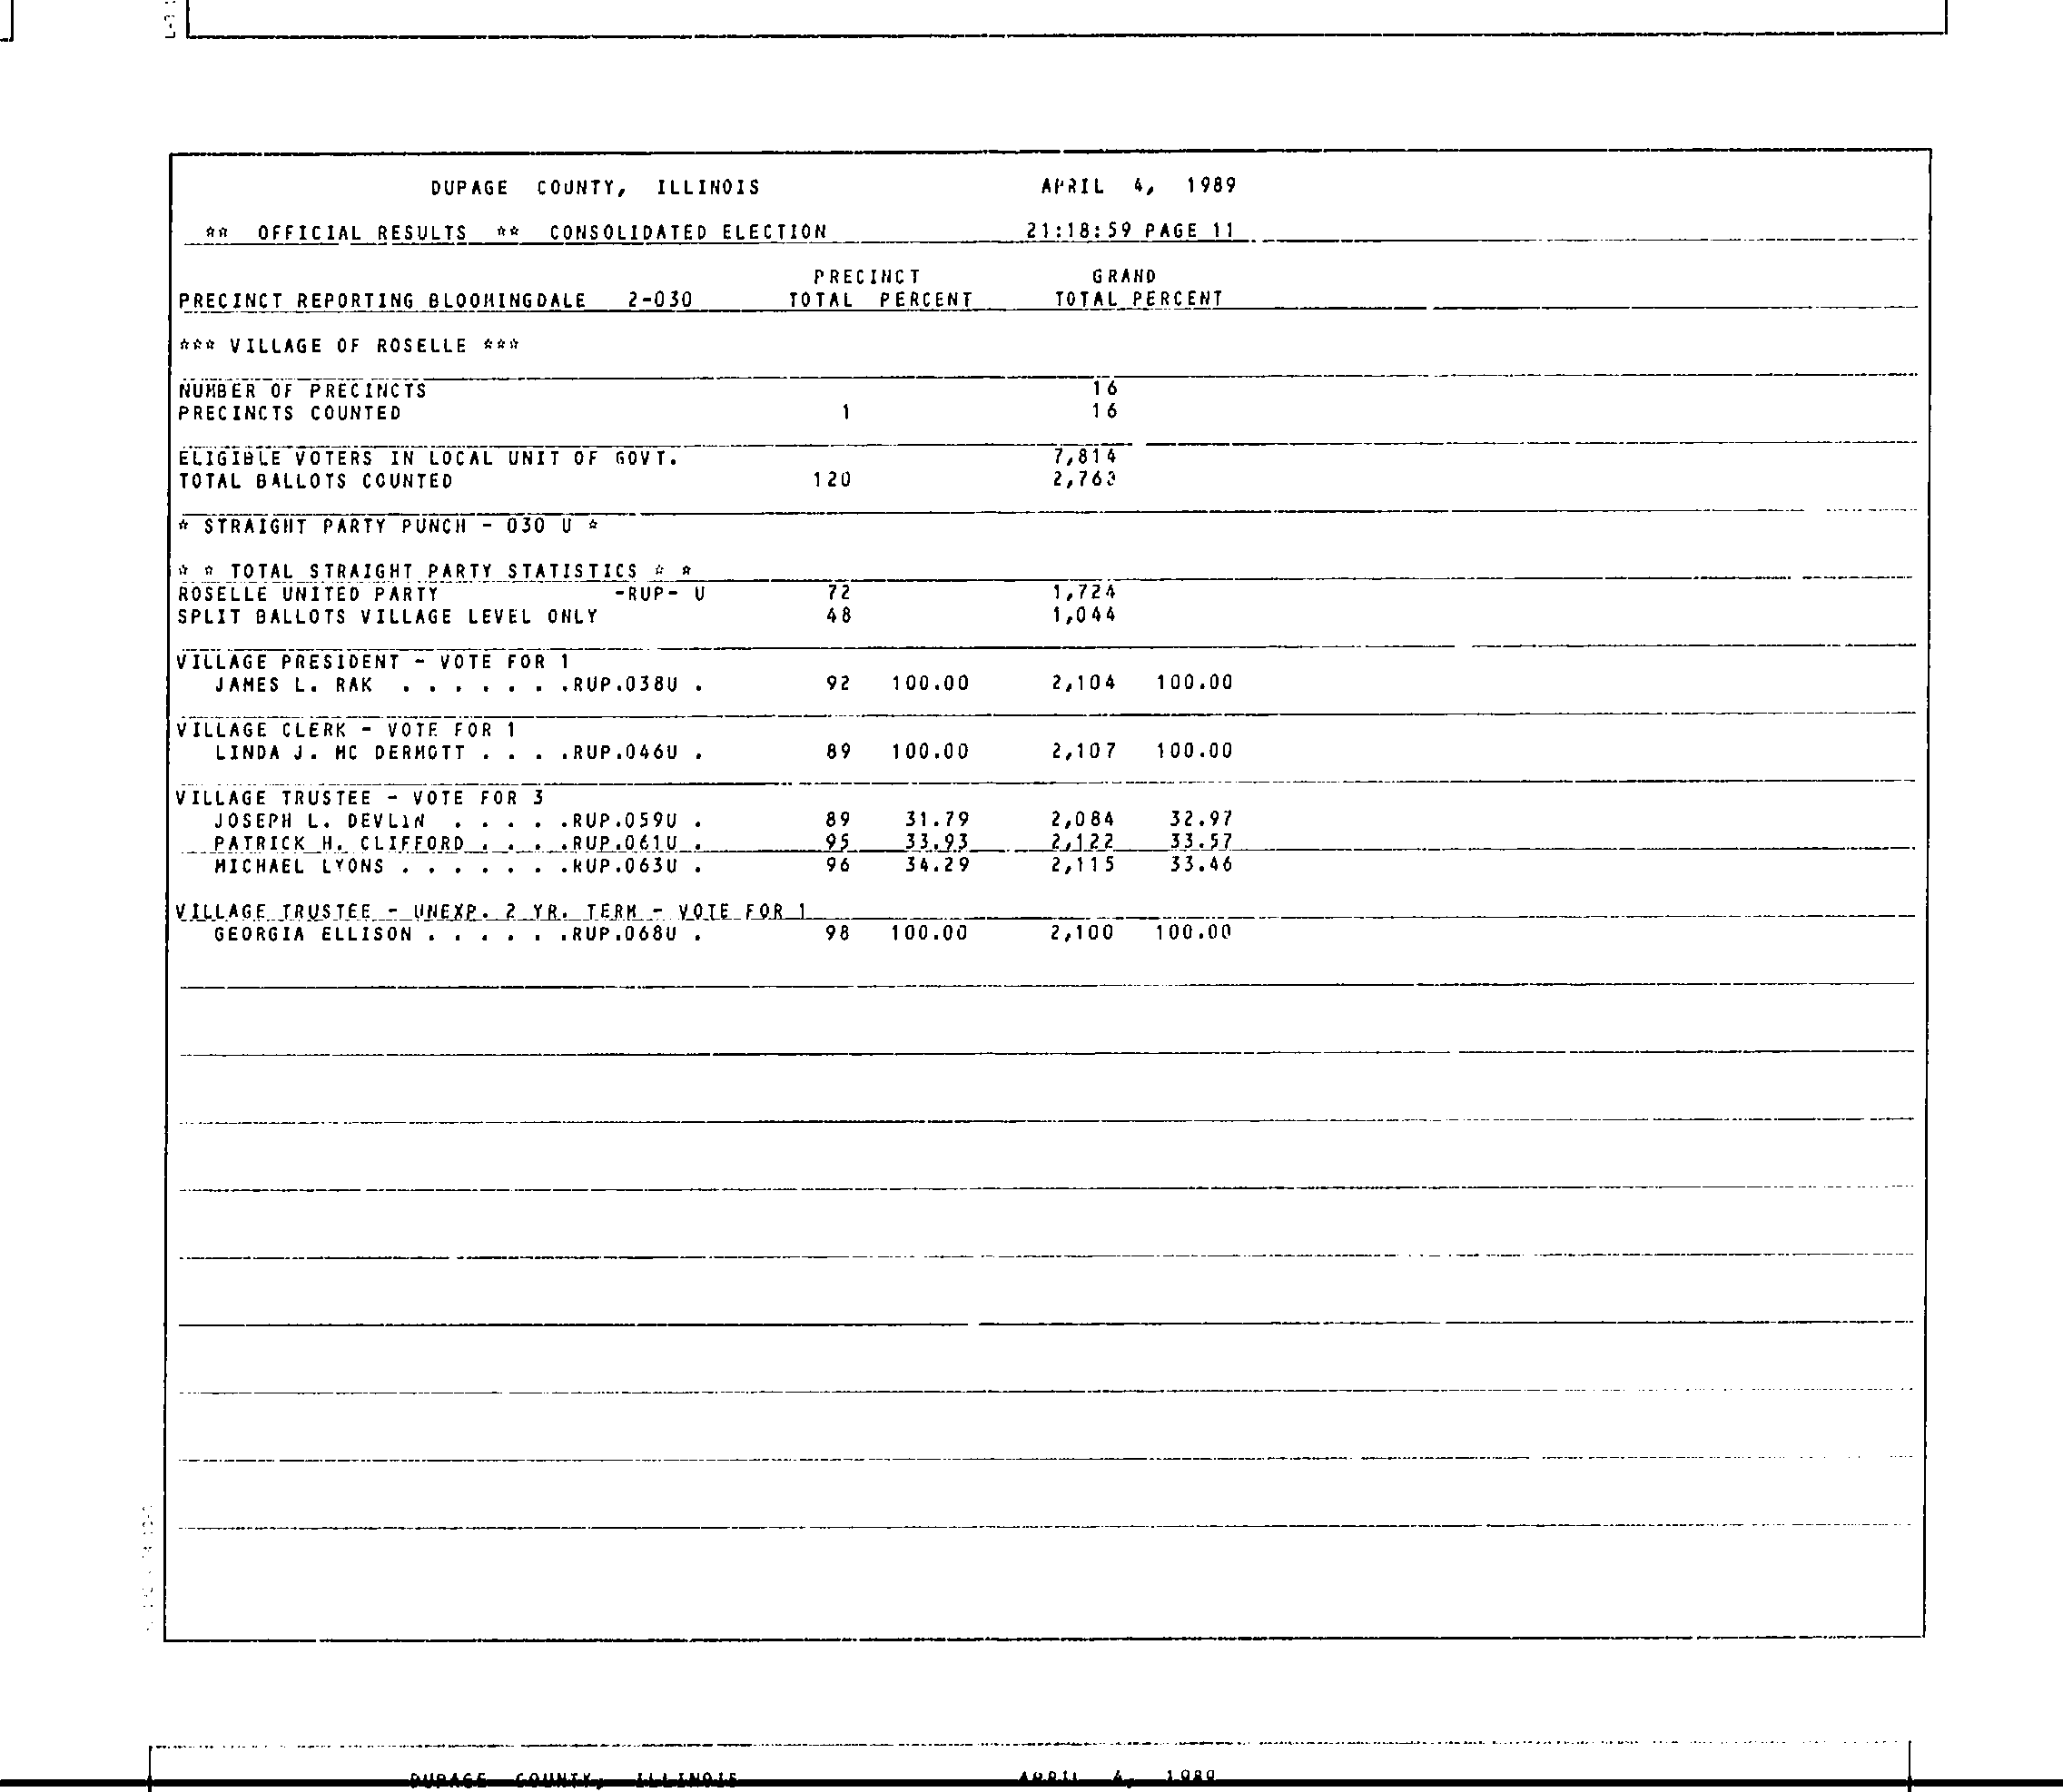 DUPAGE COUNTY, ILLINOIS APRIL 4, 1989
** OFFICIAL RESULTS ** CONSOLIDATED ELECTION 21:18:59 PAGE 11
PRECINCT GRAND
PRECINCT REPORTING BLOOMINGDALE 2-030 TOTAL PERCENT TOTAL PERCENT
*** VILLAGE OF ROSELLE ***
NUMBER OF PRECINCTS 16
PRECINCTS COUNTED 1 16
ELIGIBLE VOTERS IN LOCAL UNIT OF GOVT. 7,814
TOTAL BALLOTS COUNTED 120
* STRAIGHT PARTY PUNCH - 030 U *
* * TOTAL STRAIGHT PARTY STATISTICS * *
ROSELLE UNITED PARTY -RUP- U 72 1,724
SPLIT BALLOTS VILLAGE LEVEL ONLY 48 1,044
VILLAGE PRESIDENT - VOTE FOR 1
JAMES L. RAK . . . . . . .RUP.038U . 92 100.00 2,104 100.00
VILLAGE CLERK - VOTE FOR 1
LINDA J. MC DERMOTT . . . .RUP.046U . 89 100.00 2,107 100.00
VILLAGE TRUSTEE - VOTE FOR 3
JOSEPH L. DEVLIN . . . . .RUP.059U . 89 31.79 2,084 32.97
PATRICK H. CLIFFORD . . . .RUP.061U . 95 33.93 2,122 33.57
MICHAEL LYONS . . . . . . .RUP.063U . 96 34.29 2,115 33.46
VILLAGE TRUSTEE - UNEXP. 2 YR. TERM - VOTE FOR 1
GEORGIA ELLISON . . . . . .RUP.068U . 98 100.00 2,100 100.00
DUPAGE COUNTY, ILLINOIS APRIL 4, 1989